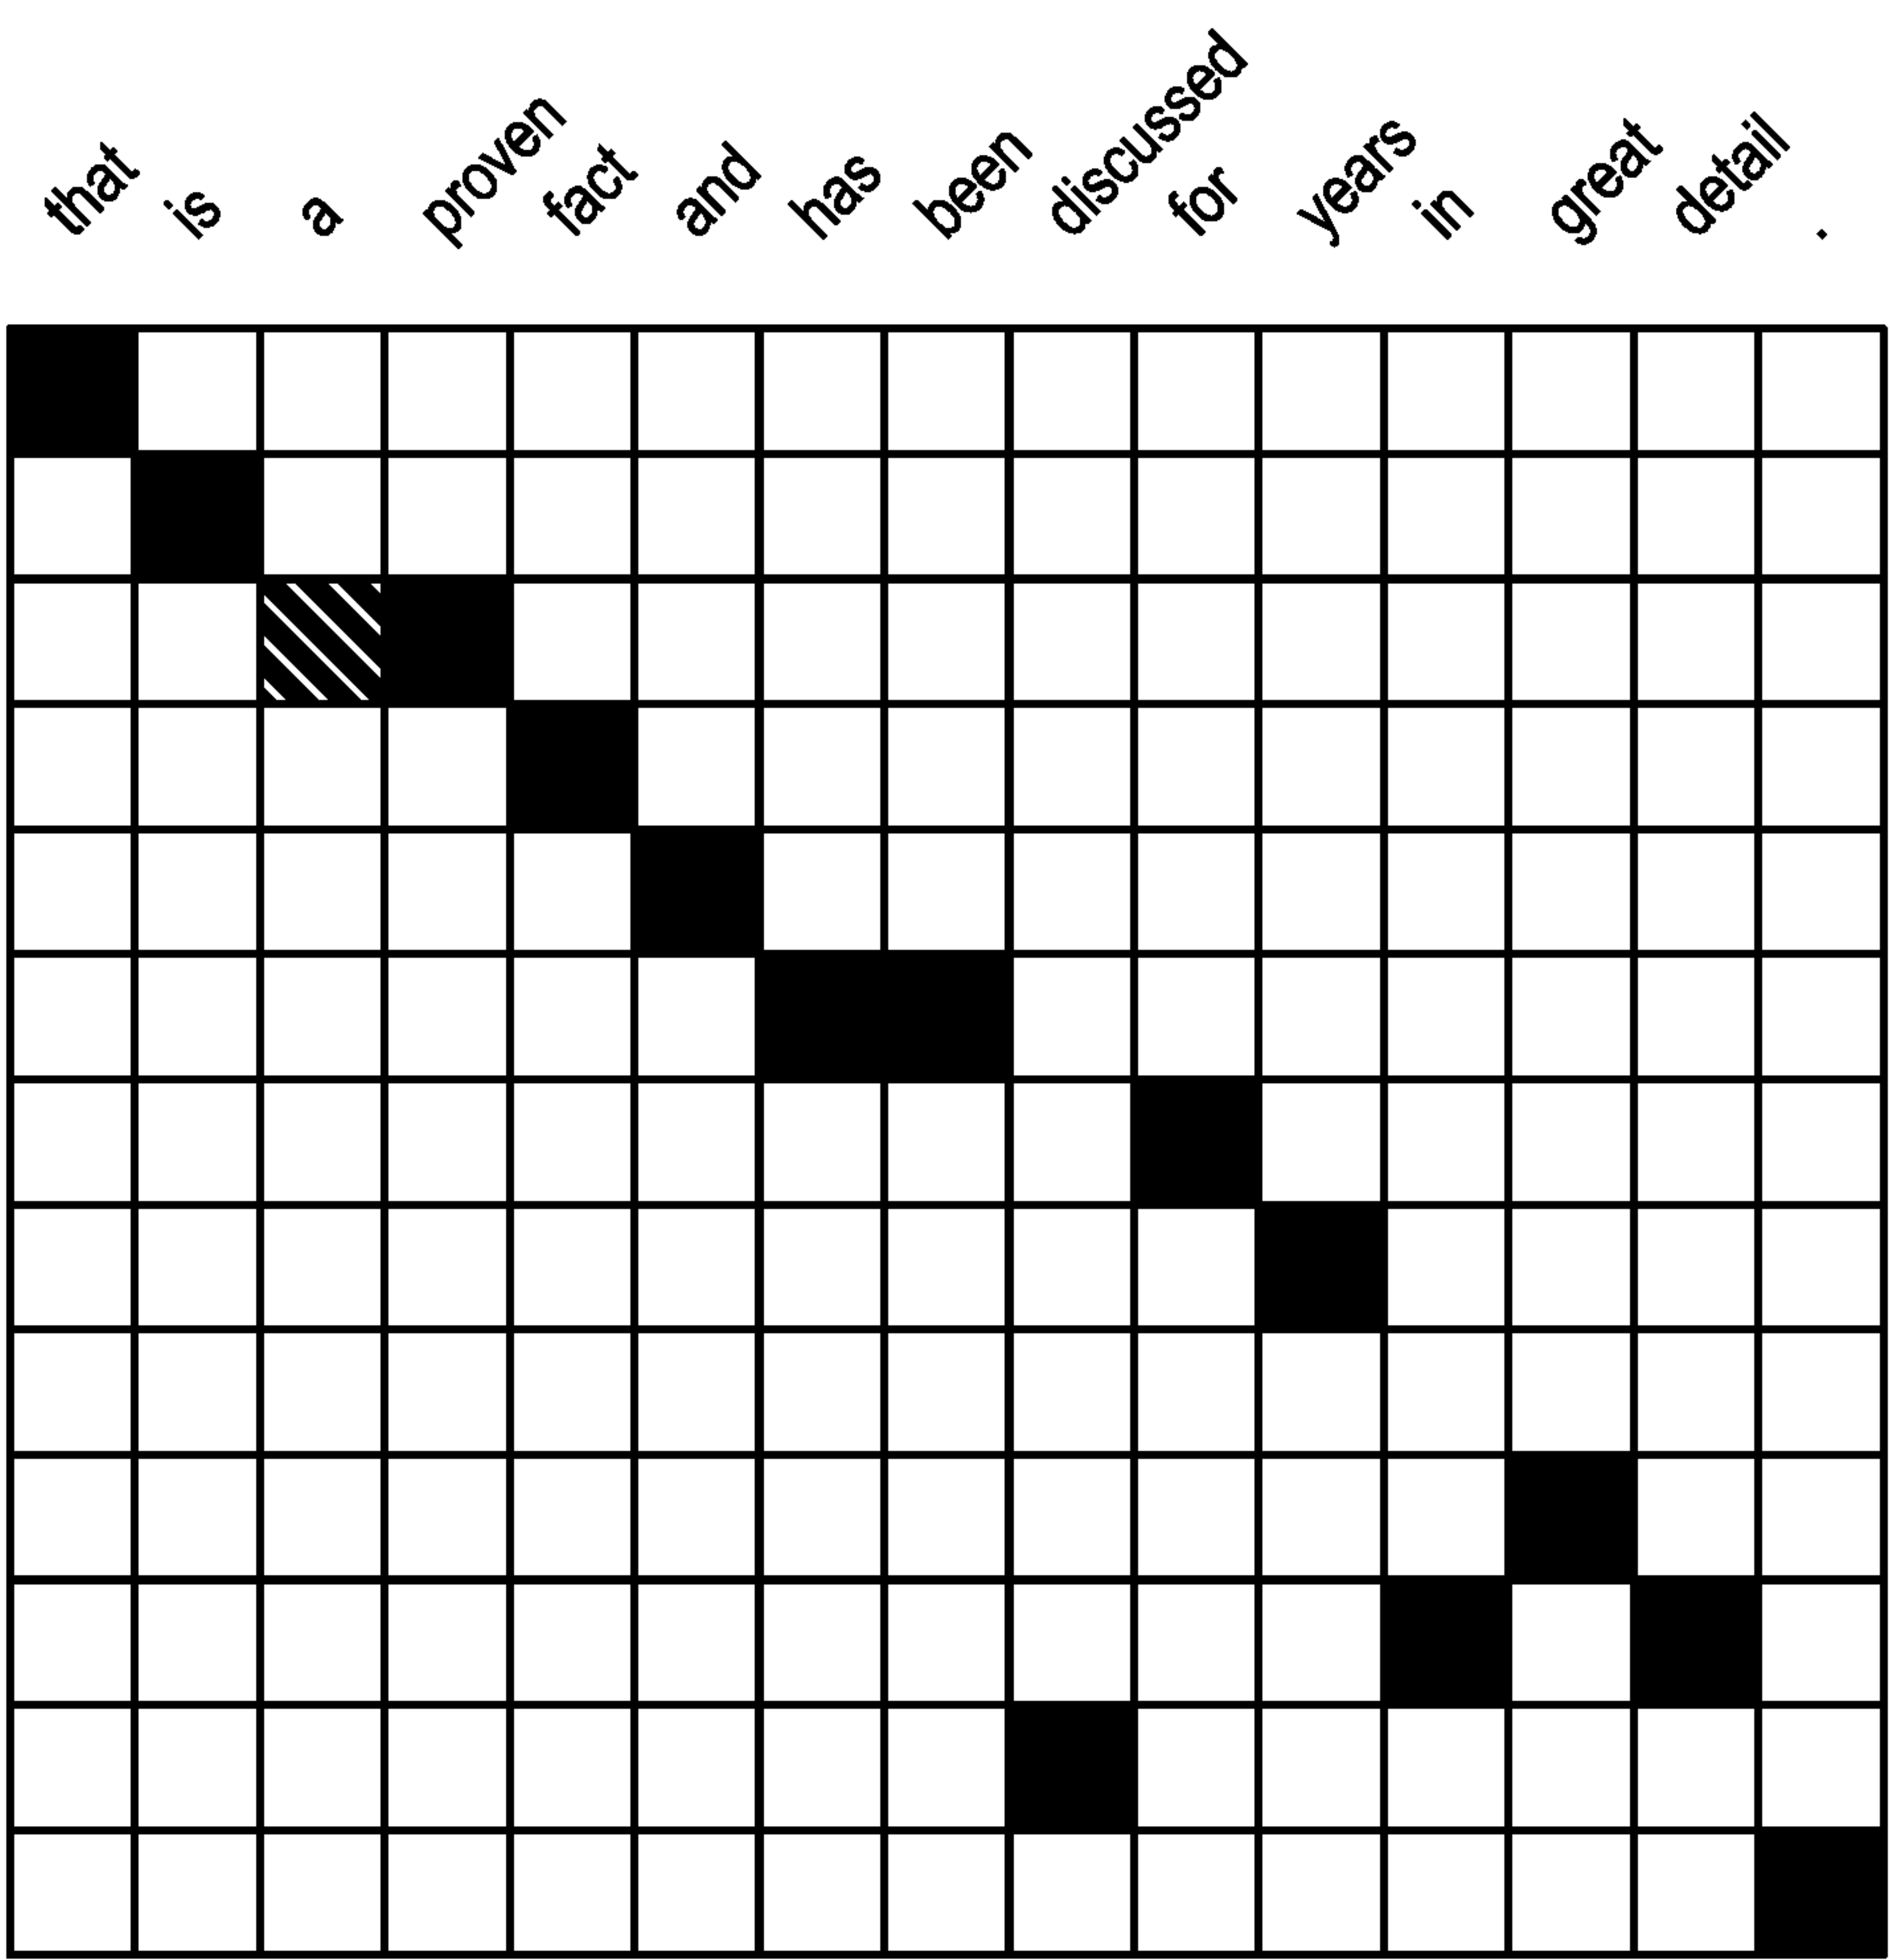 that is a proven fact and has been discussed for years in great detail .